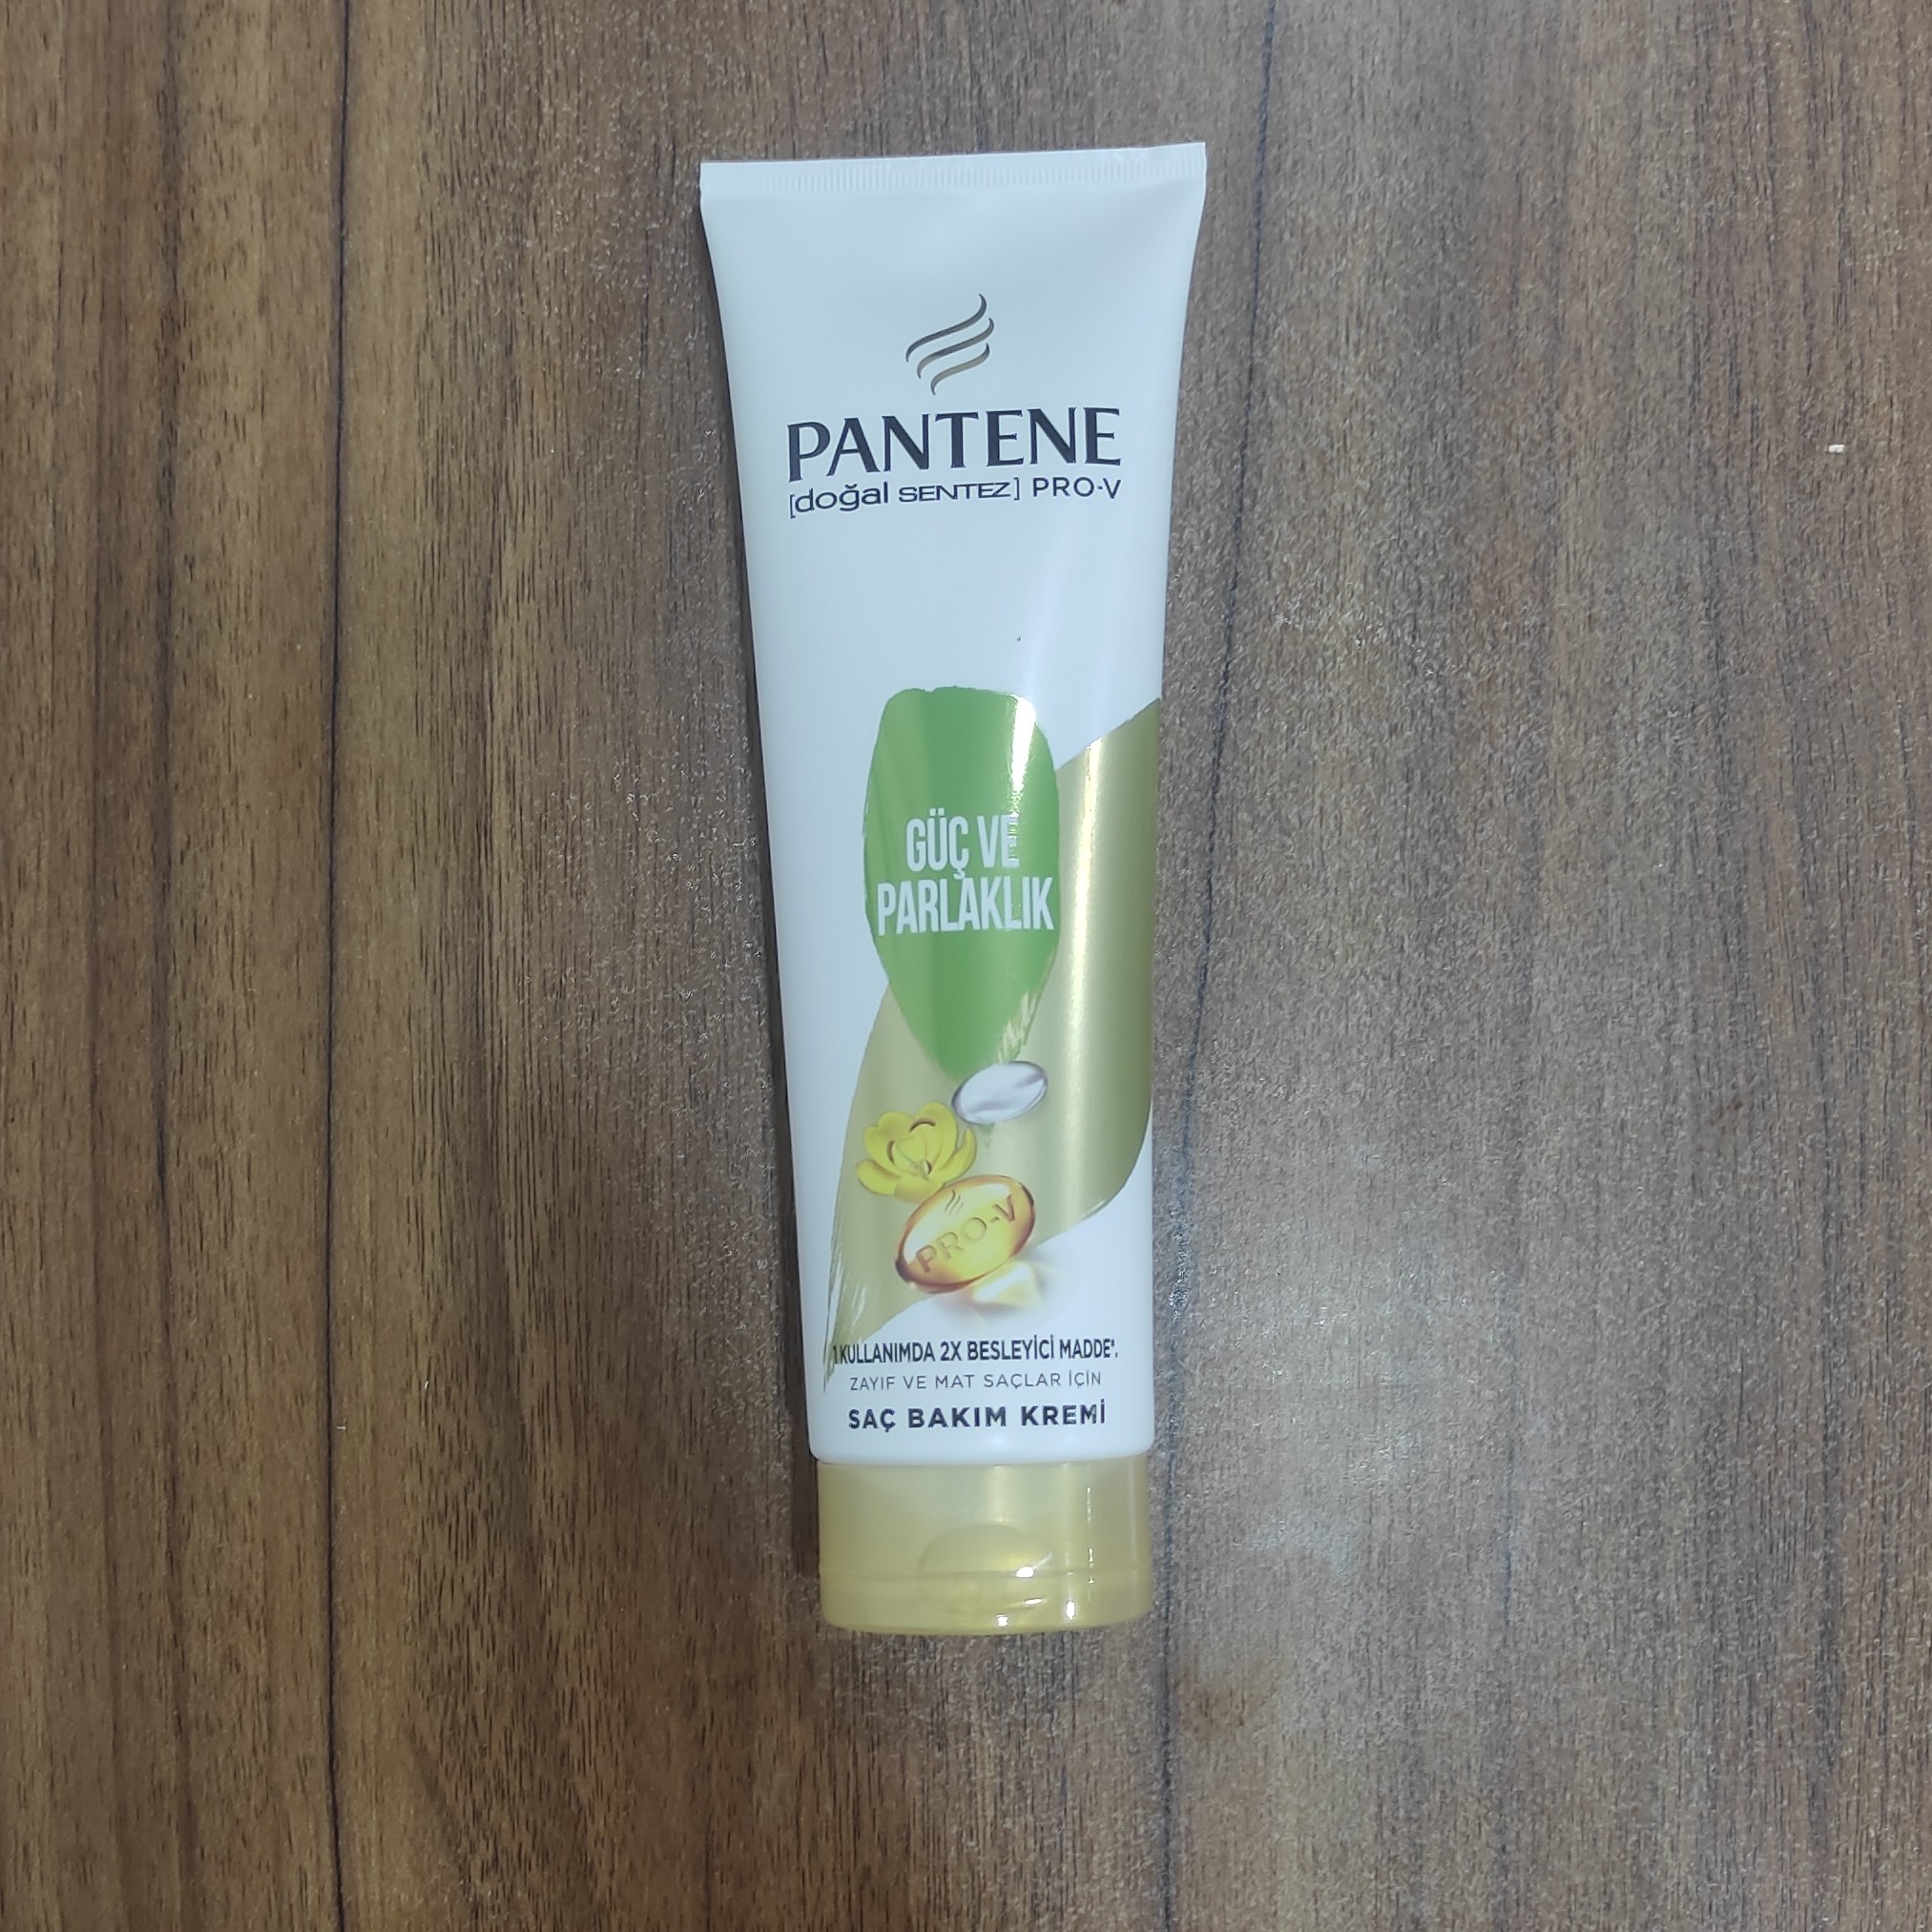 PANTENE
[doğal SENTEZ] PRO-V
GÜÇ VE
PARLAKLIK
PRO-V
1 KULLANIMDA 2X BESLEYİCİ MADDE*.
ZAYIF VE MAT SAÇLAR İÇİN
SAÇ BAKIM KREMİ